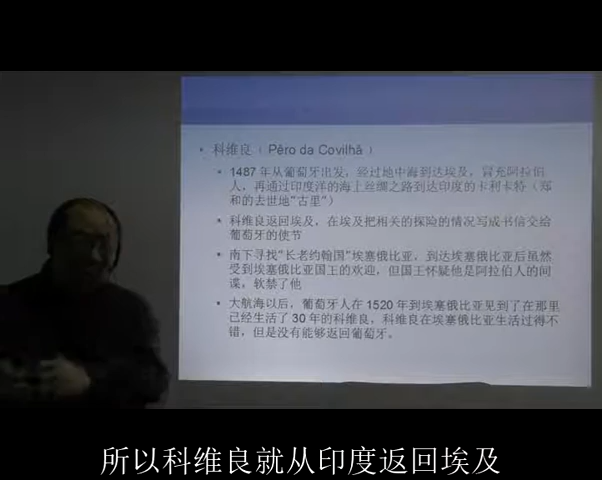 科维良（Pêro da Covilhã）
1487 年从葡萄牙出发，经过地中海到达埃及，冒充阿拉伯
人，再通过印度洋的海上丝绸之路到达印度的卡利卡特（郑
和的去世地"古里"）
科维良返回埃及，在埃及把相关的探险的情况写成书信交给
葡萄牙的使节
南下寻找"长老约翰国"埃塞俄比亚，到达埃塞俄比亚后虽然
受到埃塞俄比亚国王的欢迎，但国王怀疑他是阿拉伯人的间
谍，软禁了他
大航海以后，葡萄牙人在 1520 年到埃塞俄比亚见到了在那里
已经生活了 30 年的科维良，科维良在埃塞俄比亚生活过得不
错，但是没有能够返回葡萄牙。
所以科维良就从印度返回埃及